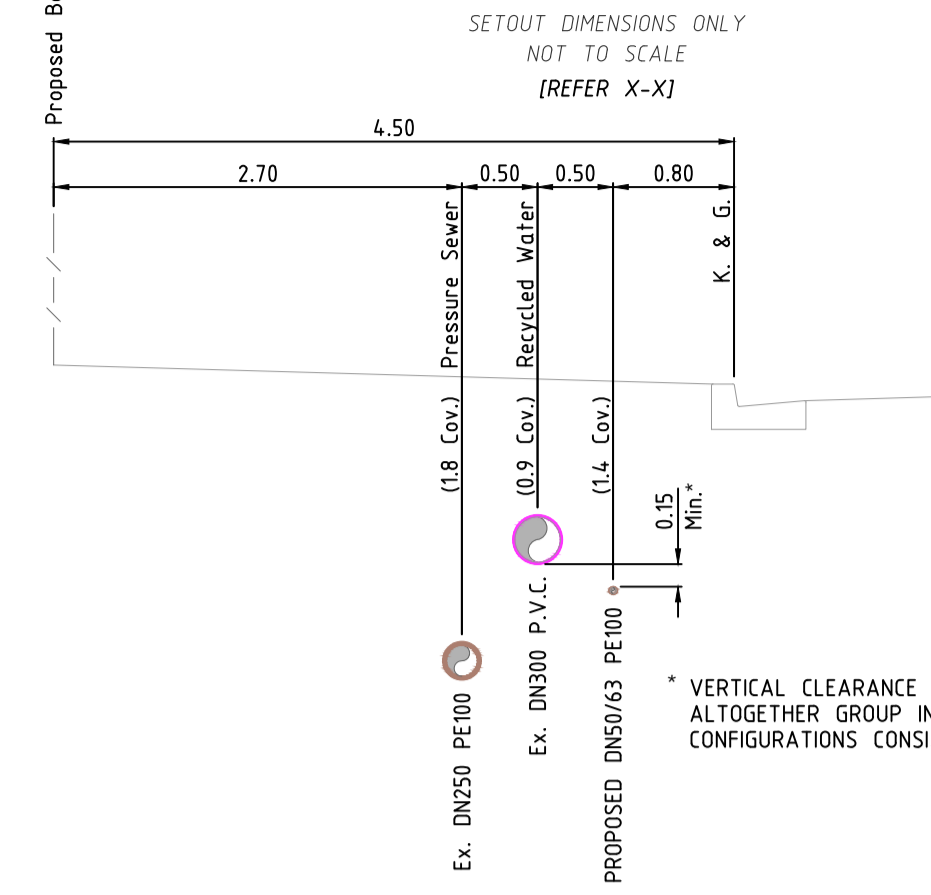 SETOUT DIMENSIONS ONLY
NOT TO SCALE
[REFER X-X]
Proposed
4.50
2.70
0.50
0.50
0.80
(1.8 Cov.) Pressure Sewer
(0.9 Cov.) Recycled Water
(1.4 Cov.)
K. & G.
0.15
Min.*
Ex. DN250 PE100
Ex. DN300 P.V.C.
PROPOSED DN50/63 PE100
* VERTICAL CLEARANCE
ALTOGETHER GROUP IN
CONFIGURATIONS CONSI